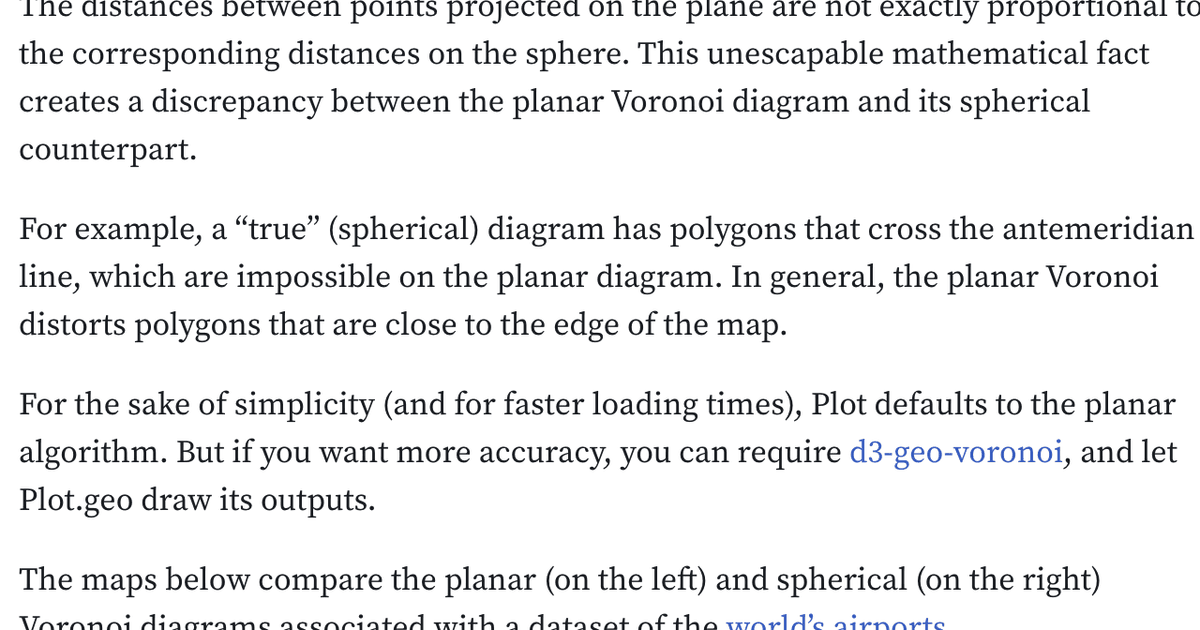 The distances between points projected on the plane are not exactly proportional to
the corresponding distances on the sphere. This unescapable mathematical fact
creates a discrepancy between the planar Voronoi diagram and its spherical
counterpart.
For example, a “true” (spherical) diagram has polygons that cross the antemeridian
line, which are impossible on the planar diagram. In general, the planar Voronoi
distorts polygons that are close to the edge of the map.
For the sake of simplicity (and for faster loading times), Plot defaults to the planar
algorithm. But if you want more accuracy, you can require d3-geo-voronoi, and let
Plot.geo draw its outputs.
The maps below compare the planar (on the left) and spherical (on the right)
Voronoi diagrams associated with a dataset of the world’s airports.